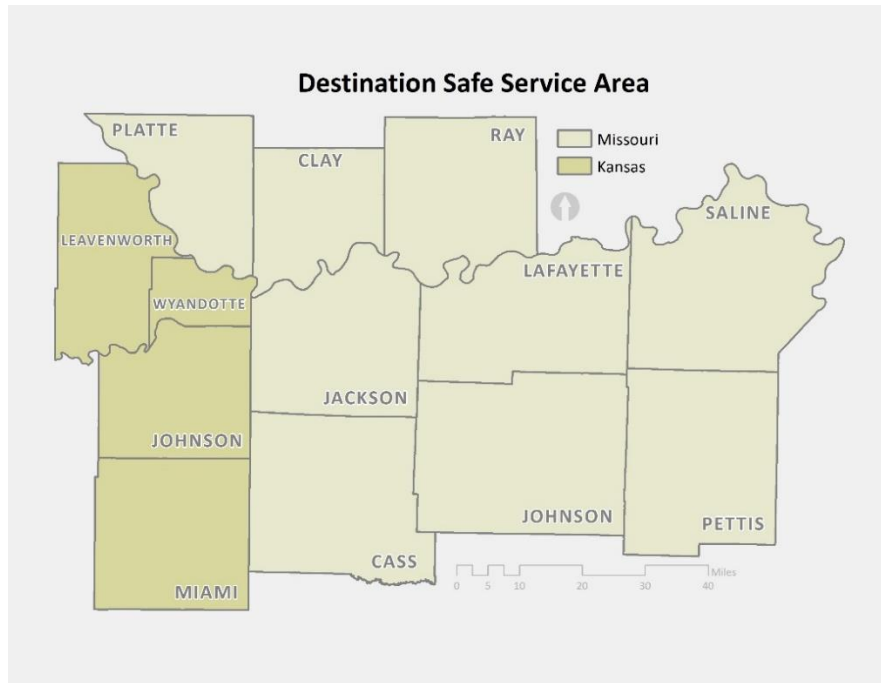 Destination Safe Service Area
PLATTE
CLAY
RAY
Missouri
Kansas
SALINE
LEAVENWORTH
LAFAYETTE
WYANDOTTE
JACKSON
JOHNSON
JOHNSON
PETTIS
CASS
MIAMI
Miles
0 5 10 20 30 40